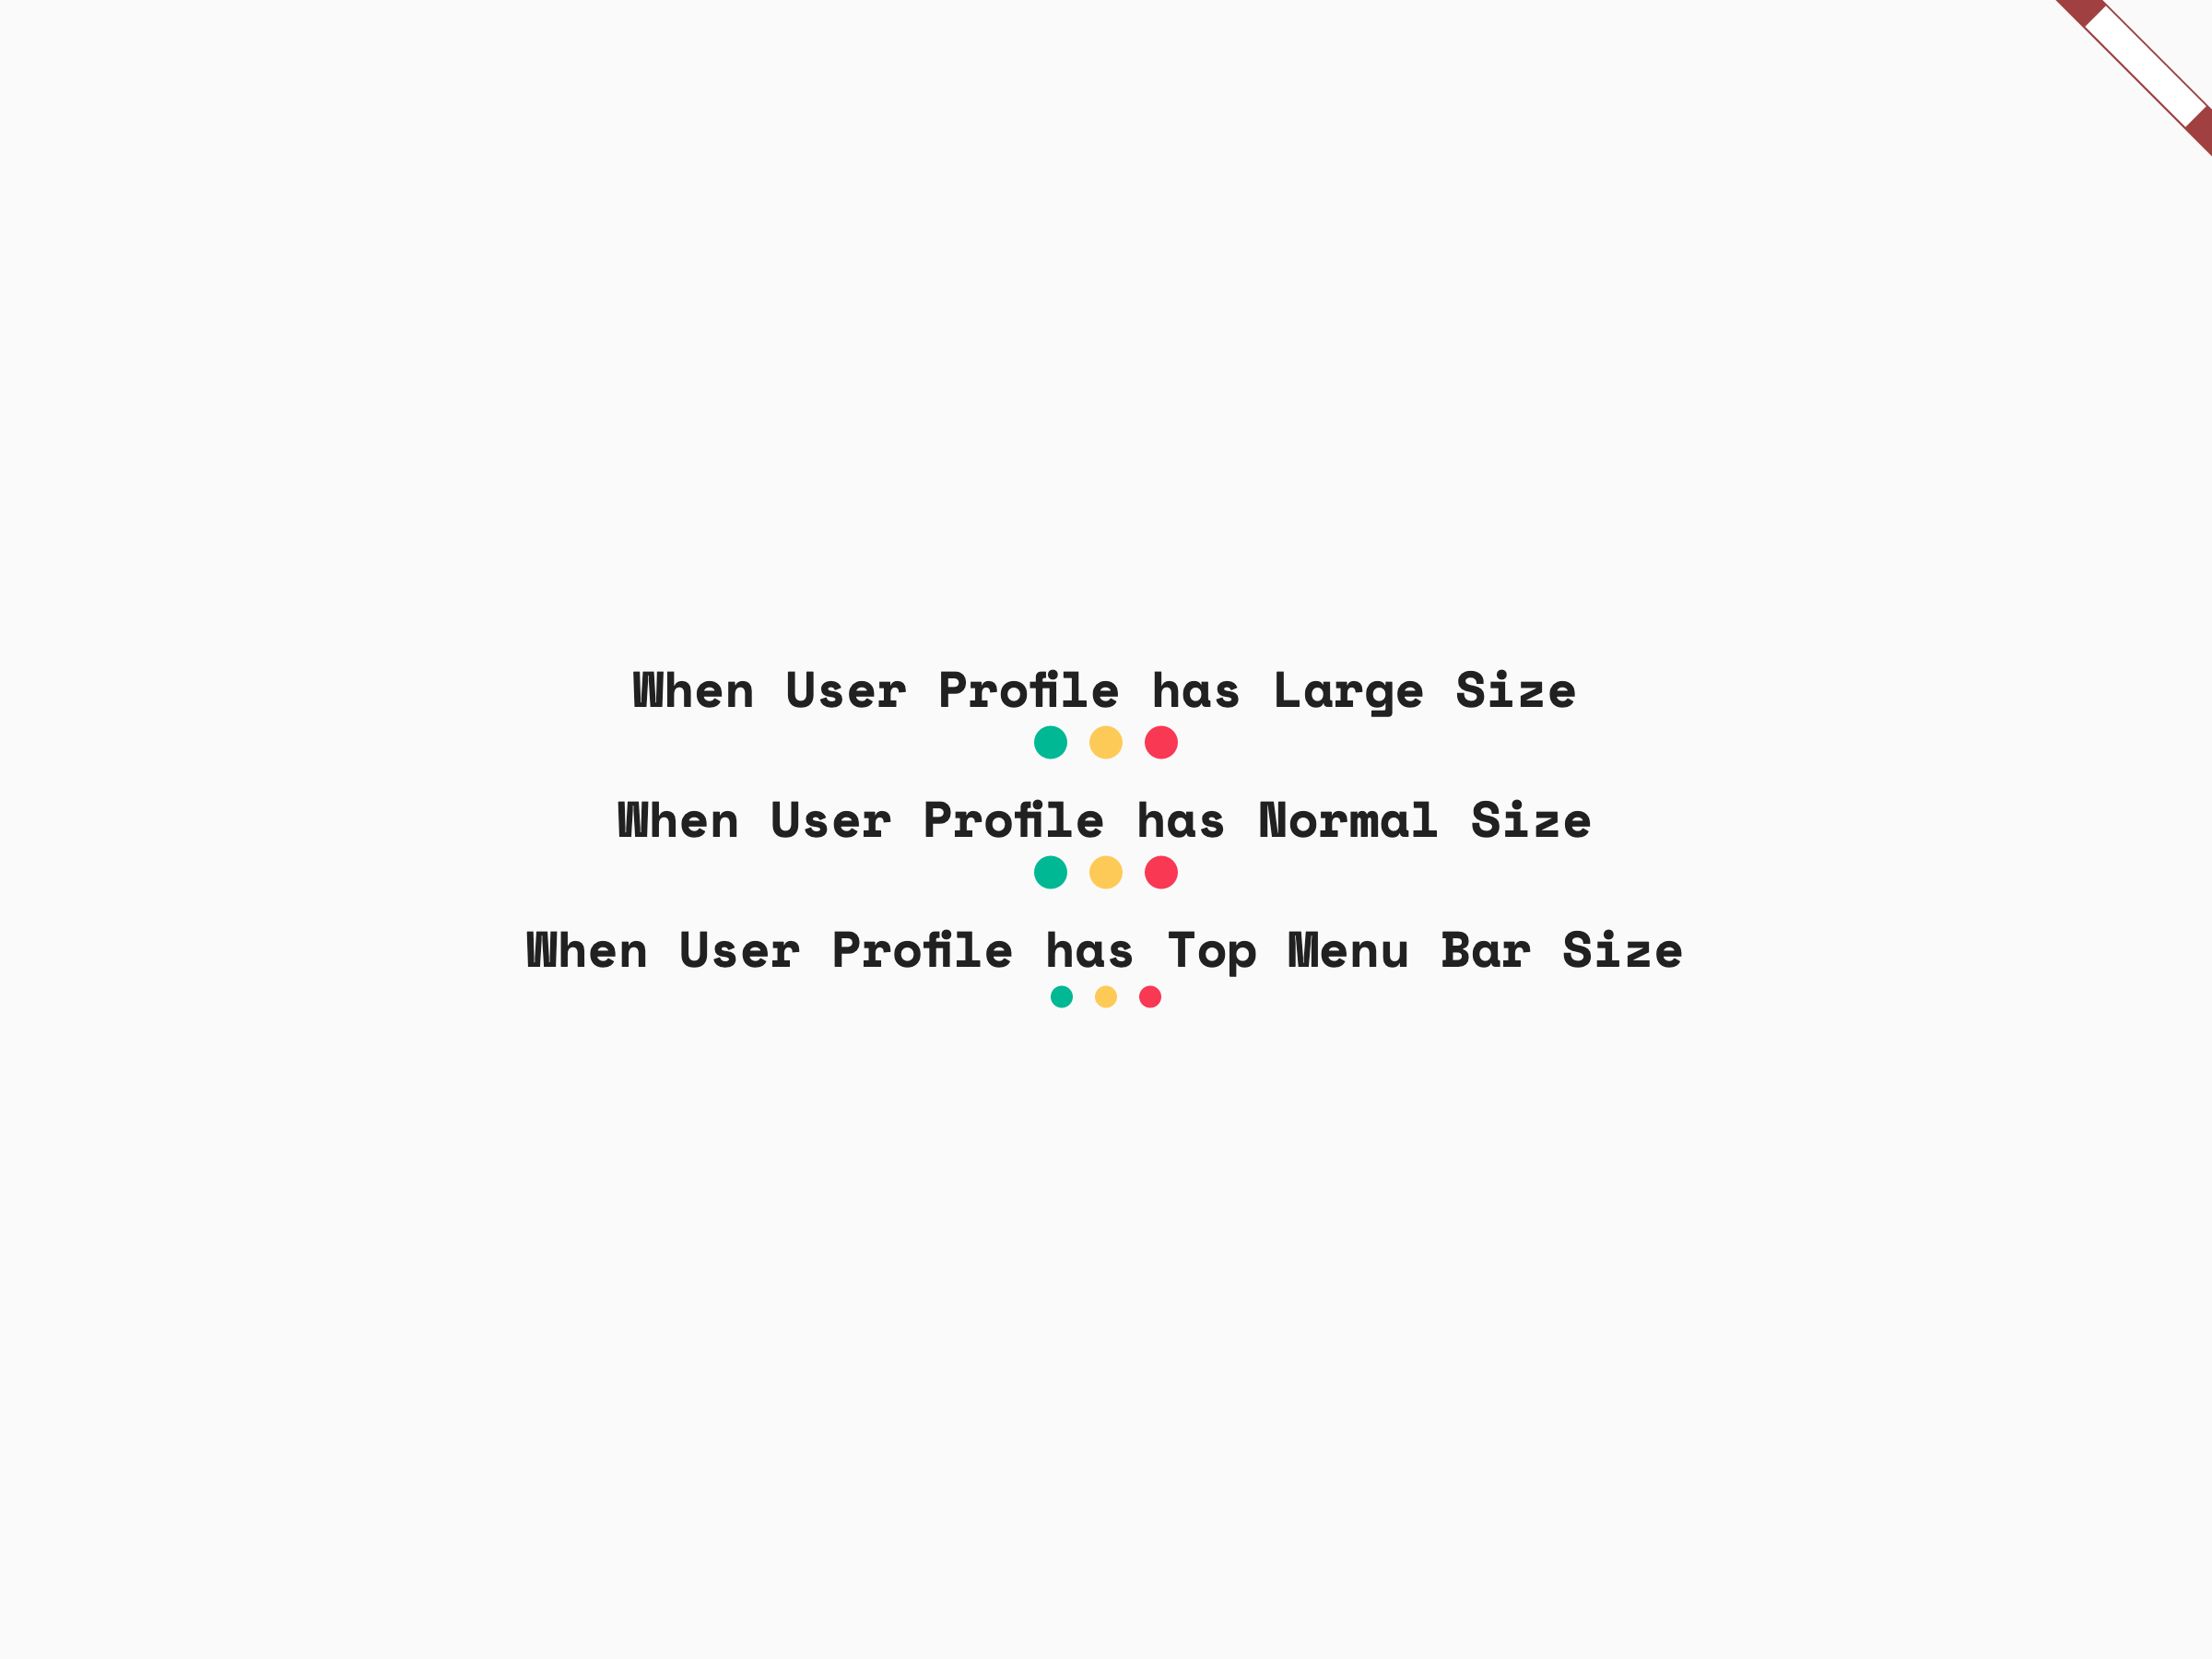 When User Profile has Large Size
When User Profile has Normal Size
When User Profile has Top Menu Bar Size